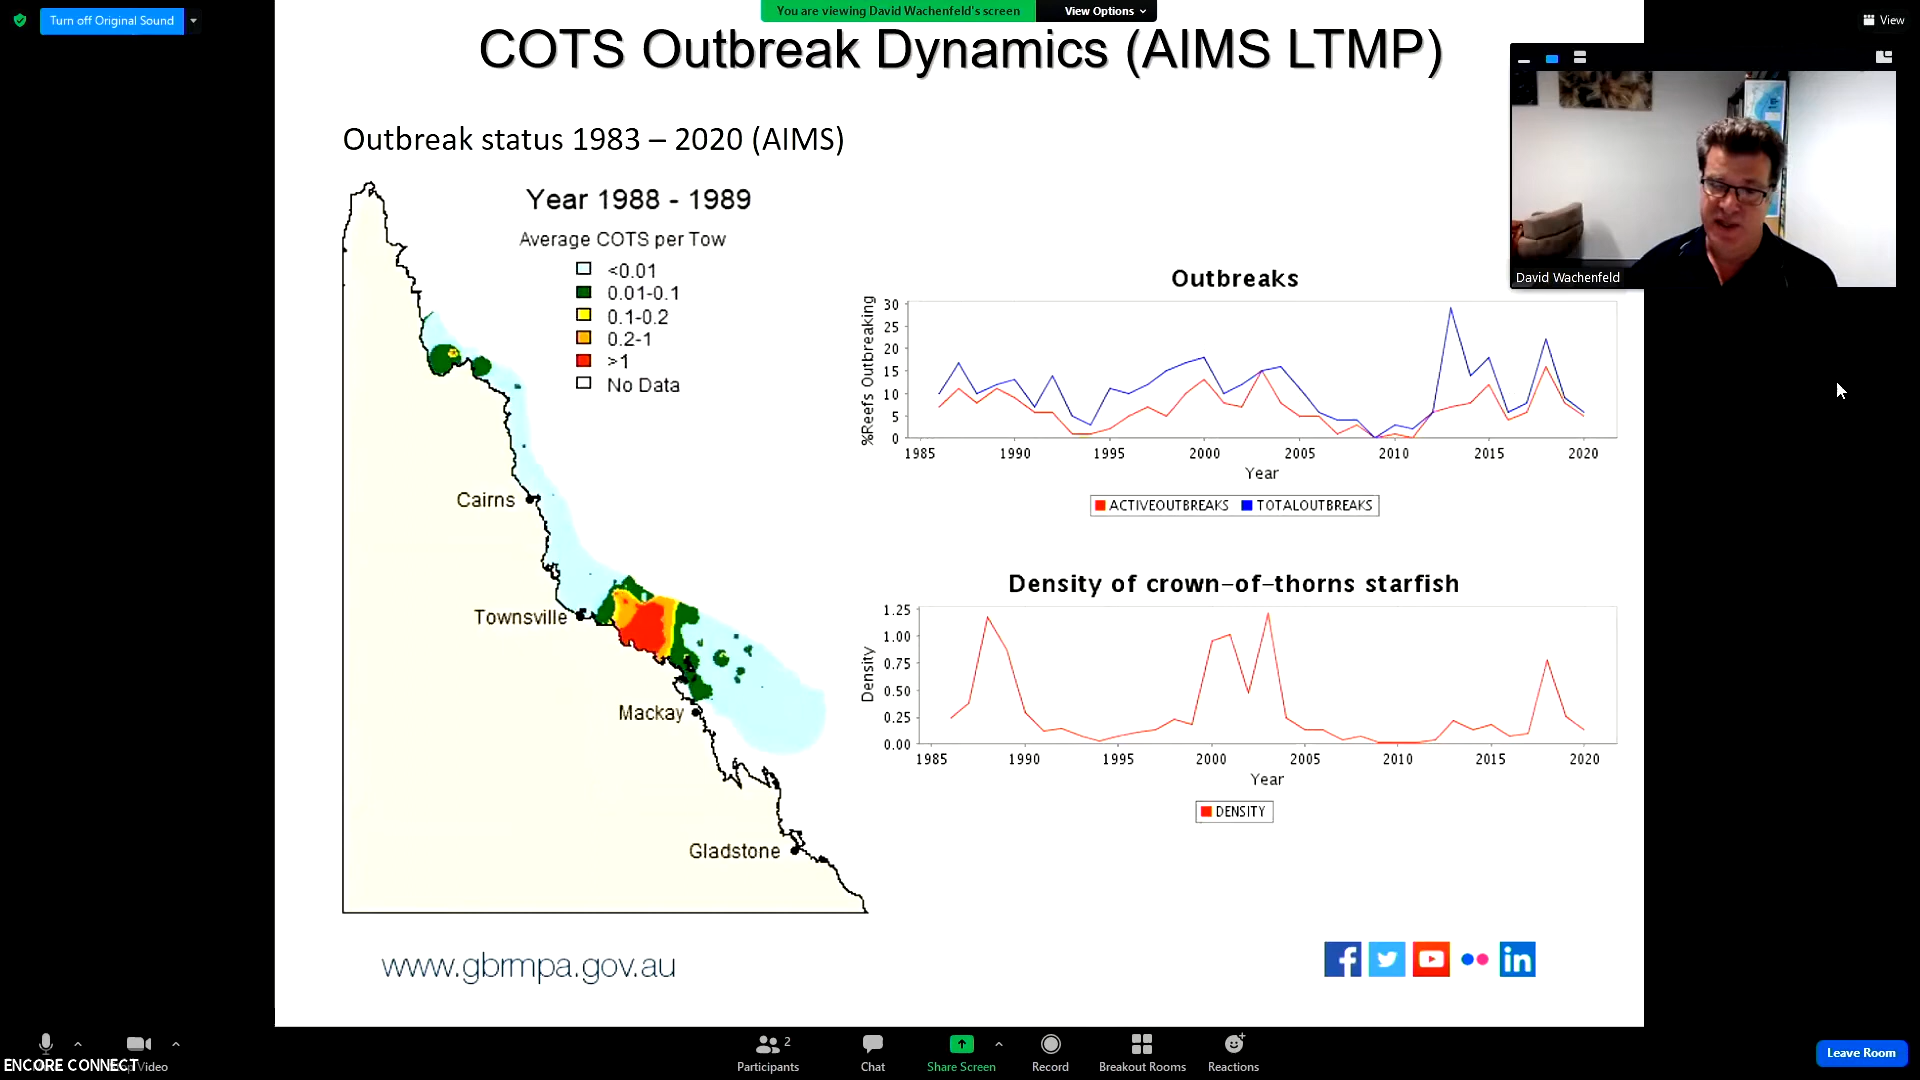 Turn off Original Sound
You are viewing David Wachenfeld's screen
View Options
View
COTS Outbreak Dynamics (AIMS LTMP)
Outbreak status 1983 – 2020 (AIMS)
Year 1988 - 1989
Average COTS per Tow
<0.01
0.01-0.1
0.1-0.2
0.2-1
>1
No Data
Cairns
Townsville
Mackay
Gladstone
David Wachenfeld
Outbreaks
%Reefs Outbreaking
30
25
20
15
10
5
0
1985 1990 1995 2000 2005 2010 2015 2020
Year
ACTIVEOUTBREAKS TOTALOUTBREAKS
Density of crown-of-thorns starfish
Density
1.25
1.00
0.75
0.50
0.25
0.00
1985 1990 1995 2000 2005 2010 2015 2020
Year
DENSITY
www.gbrmpa.gov.au
ENCORE CONNECT
Video
2
Participants
Chat
Share Screen
Record
Breakout Rooms
Reactions
Leave Room